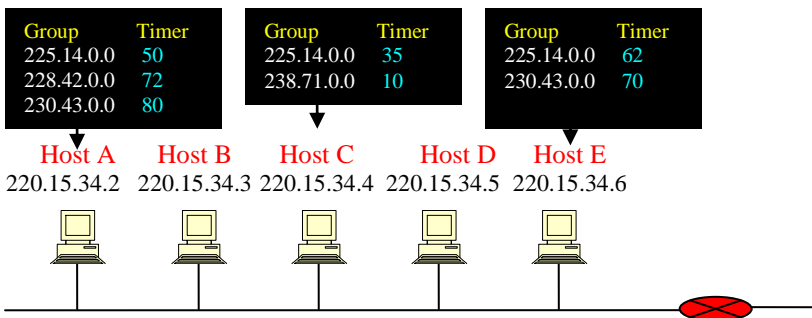 Group Timer
225.14.0.0 50
228.42.0.0 72
230.43.0.0 80
Group Timer
225.14.0.0 35
238.71.0.0 10
Group Timer
225.14.0.0 62
230.43.0.0 70
Host A Host B Host C Host D Host E
220.15.34.2 220.15.34.3 220.15.34.4 220.15.34.5 220.15.34.6